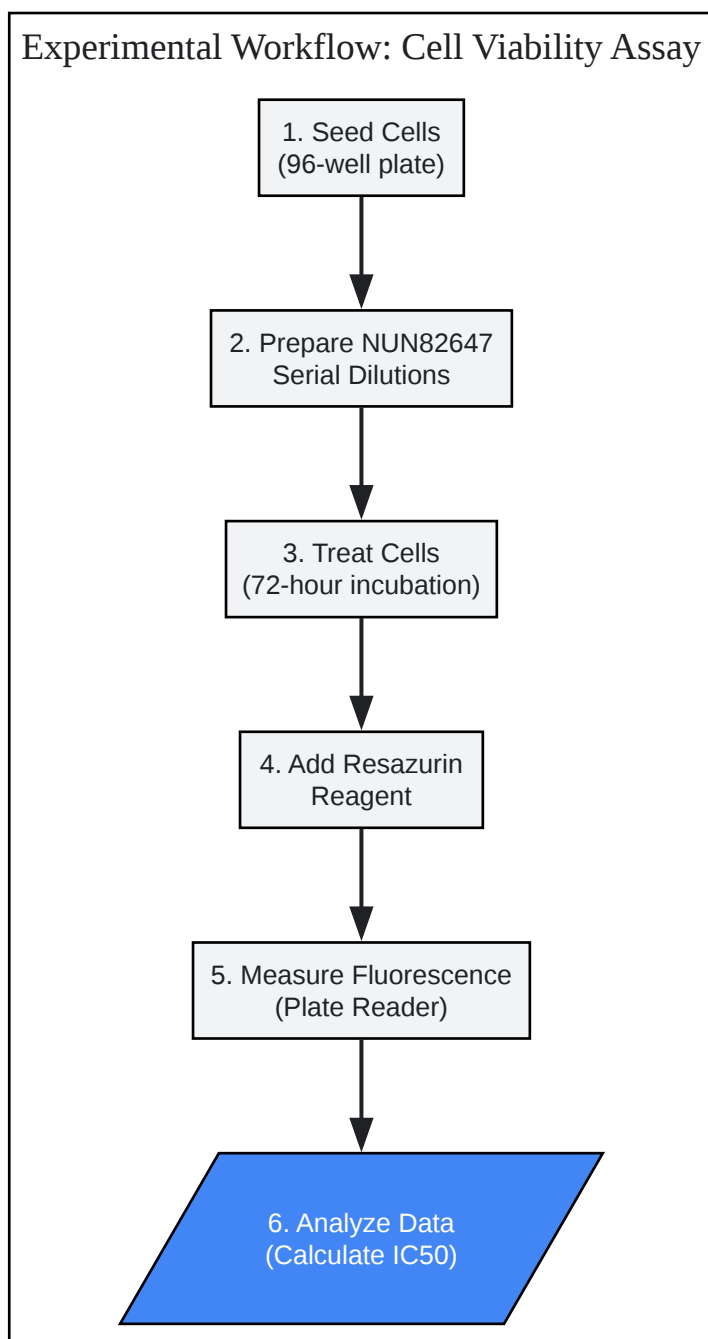 Experimental Workflow: Cell Viability Assay
1. Seed Cells
(96-well plate)
2. Prepare NUN82647
Serial Dilutions
3. Treat Cells
(72-hour incubation)
4. Add Resazurin
Reagent
5. Measure Fluorescence
(Plate Reader)
6. Analyze Data
(Calculate IC50)